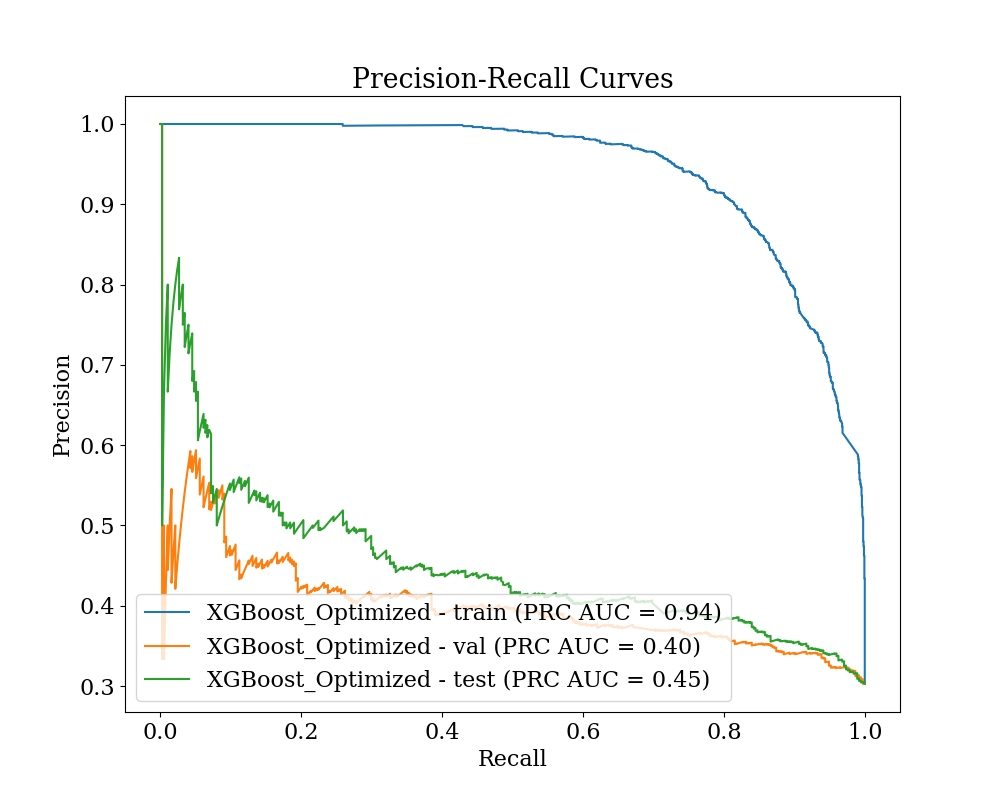 Precision-Recall Curves
1.0
0.9
0.8
0.7
0.6
0.5
0.4
0.3
Precision
XGBoost_Optimized - train (PRC AUC = 0.94)
XGBoost_Optimized - val (PRC AUC = 0.40)
XGBoost_Optimized - test (PRC AUC = 0.45)
0.0 0.2 0.4 0.6 0.8 1.0
Recall